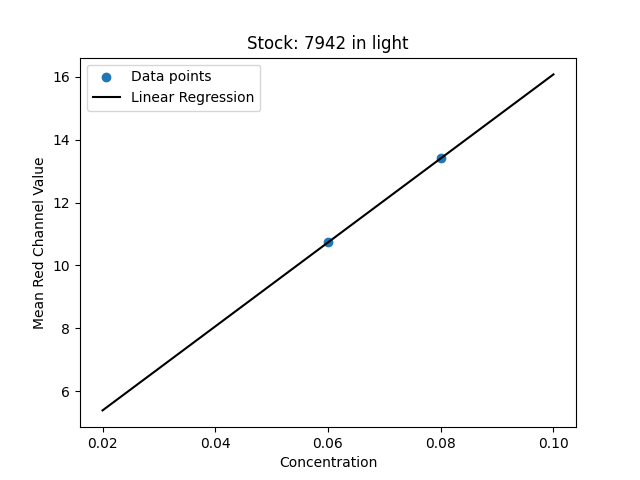 Stock: 7942 in light
Data points
Linear Regression
16
14
12
10
8
6
Mean Red Channel Value
0.02 0.04 0.06 0.08 0.10
Concentration